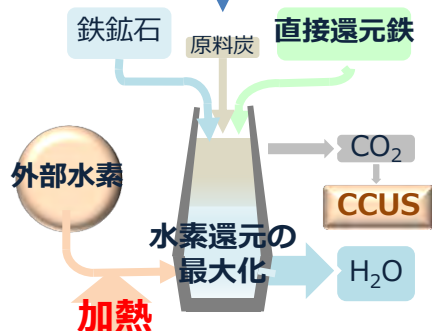 鉄鉱石
原料炭
直接還元鉄
外部水素
CO₂
CCUS
水素還元の
最大化
H₂O
加熱